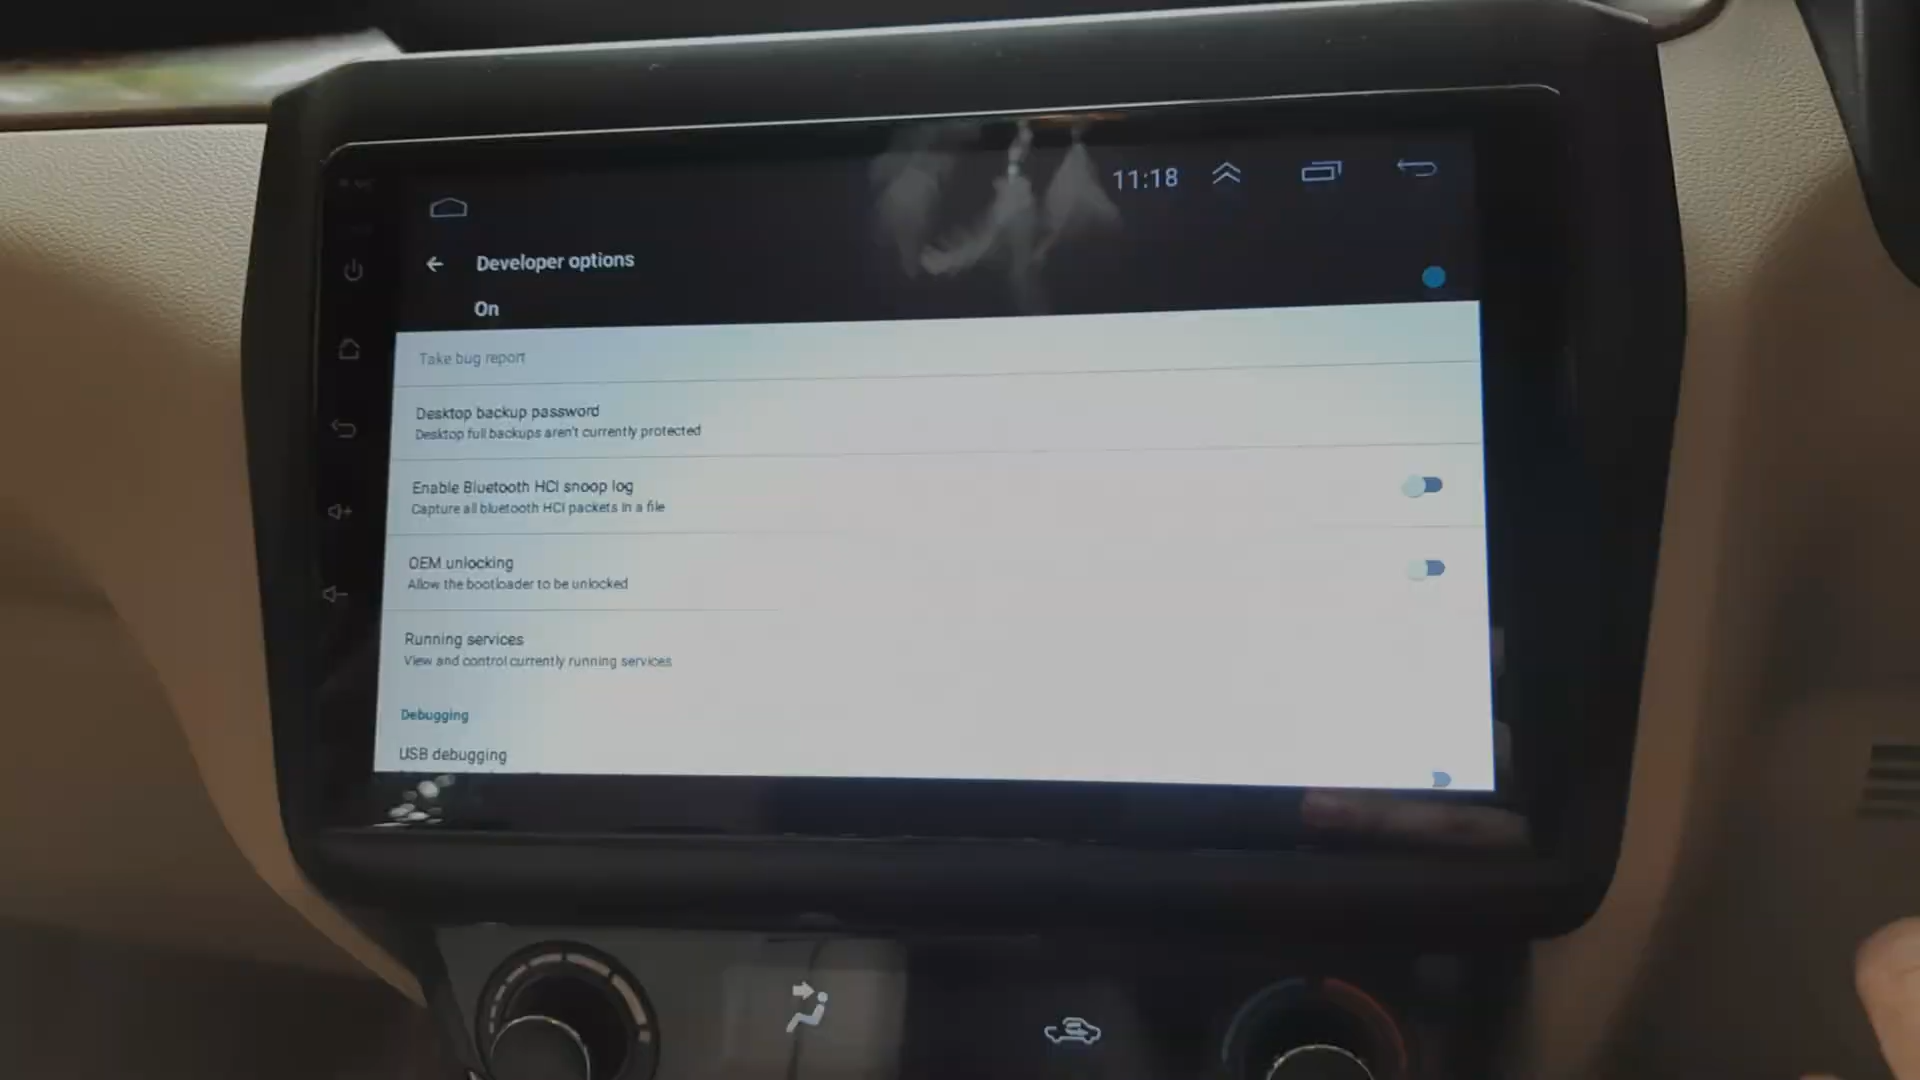 11:18
Developer options
On
Take bug report
Desktop backup password
Desktop full backups aren't currently protected
Enable Bluetooth HCI snoop log
Capture all bluetooth HCI packets in a file
OEM unlocking
Allow the bootloader to be unlocked
Running services
View and control currently running services
Debugging
USB debugging